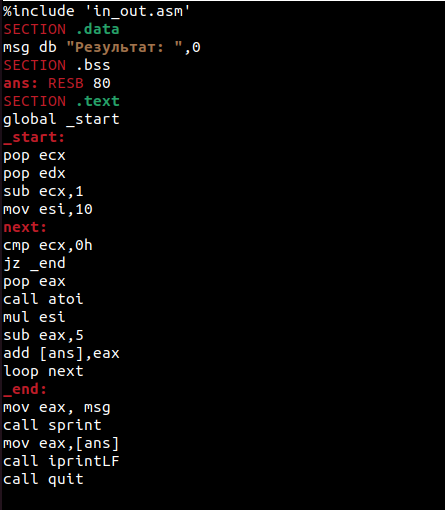 %include 'in_out.asm'
SECTION .data
msg db "Результат: ",0
SECTION .bss
ans: RESB 80
SECTION .text
global _start
_start:
pop ecx
pop edx
sub ecx,1
mov esi,10
next:
cmp ecx,0h
jz _end
pop eax
call atoi
mul esi
sub eax,5
add [ans],eax
loop next
_end:
mov eax, msg
call sprint
mov eax,[ans]
call iprintLF
call quit